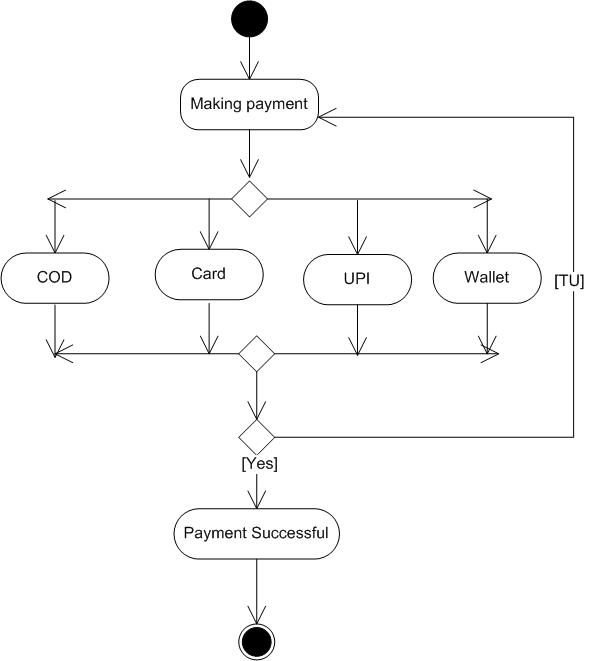 Making payment
COD
Card
UPI
Wallet
[TU]
[Yes]
Payment Successful